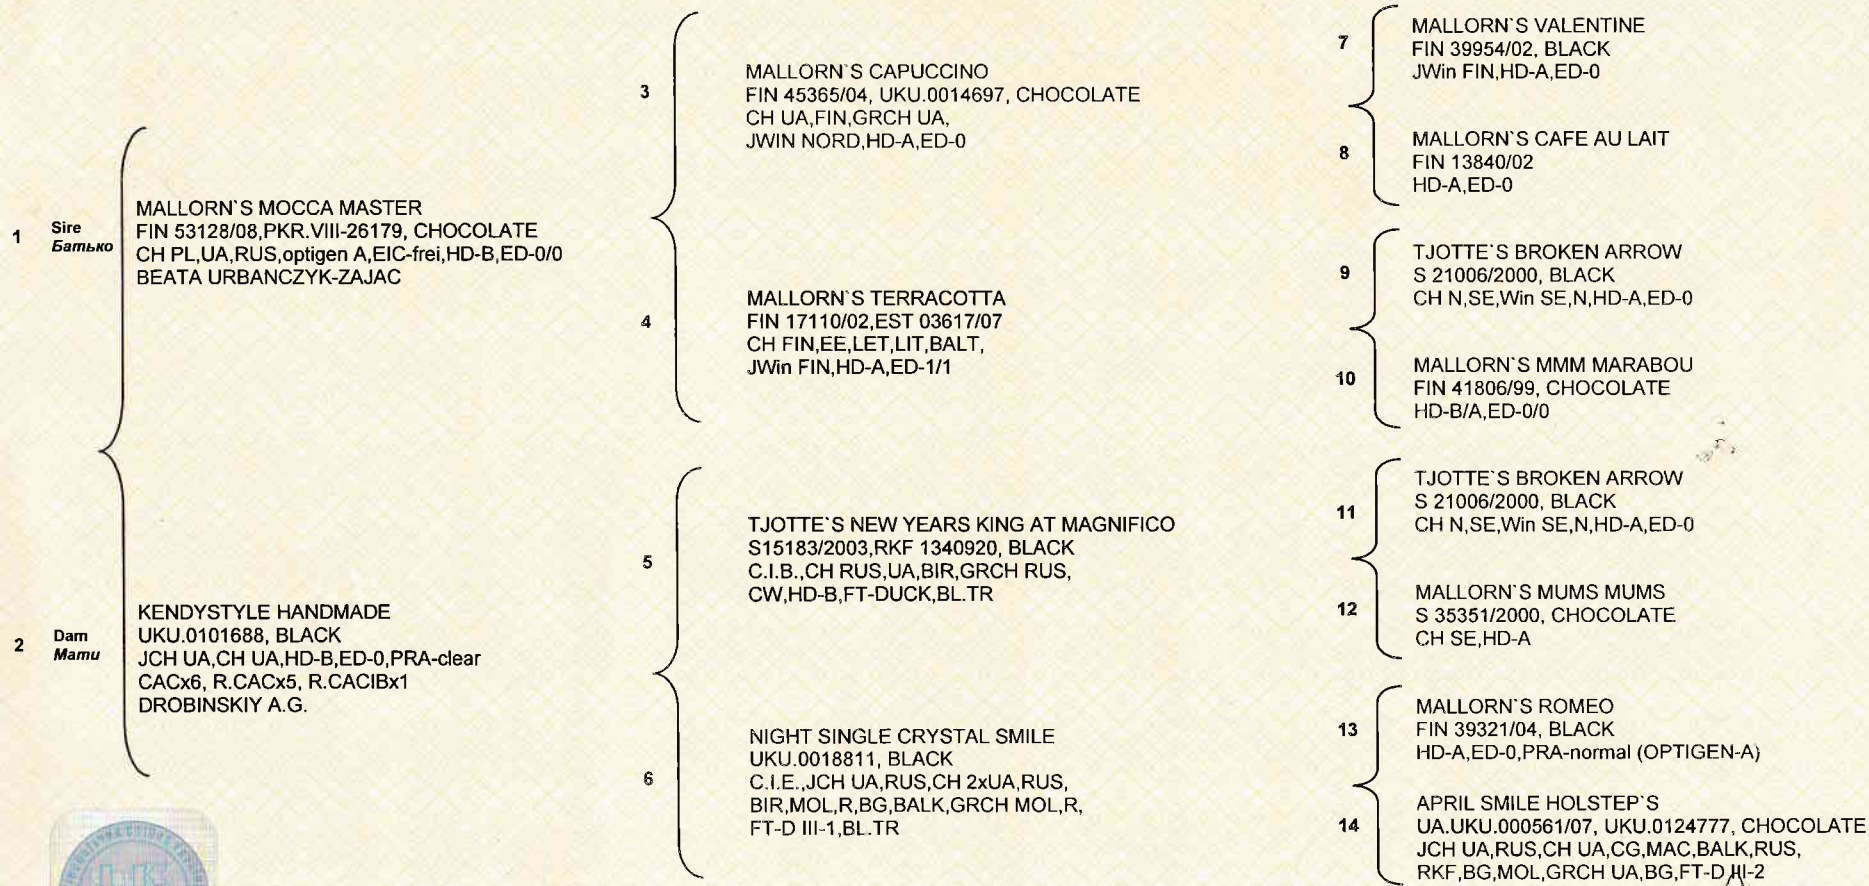 1 Sire
Батько
MALLORN`S MOCCA MASTER
FIN 53128/08,PKR.VIII-26179, CHOCOLATE
CH PL,UA,RUS,optigen A,EIC-frei,HD-B,ED-0/0
BEATA URBANCZYK-ZAJAC
2 Dam
Мати
KENDYSTYLE HANDMADE
UKU.0101688, BLACK
JCH UA,CH UA,HD-B,ED-0,PRA-clear
CACx6, R.CACx5, R.CACIBx1
DROBINSKIY A.G.
3
MALLORN`S CAPUCCINO
FIN 45365/04, UKU.0014697, CHOCOLATE
CH UA,FIN,GRCH UA,
JWIN NORD,HD-A,ED-0
4
MALLORN`S TERRACOTTA
FIN 17110/02,EST 03617/07
CH FIN,EE,LET,LIT,BALT,
JWin FIN,HD-A,ED-1/1
5
TJOTTE`S NEW YEARS KING AT MAGNIFICO
S15183/2003,RKF 1340920, BLACK
C.I.B.,CH RUS,UA,BIR,GRCH RUS,
CW,HD-B,FT-DUCK,BL.TR
6
NIGHT SINGLE CRYSTAL SMILE
UKU.0018811, BLACK
C.I.E.,JCH UA,RUS,CH 2xUA,RUS,
BIR,MOL,R,BG,BALK,GRCH MOL,R,
FT-D III-1,BL.TR
7
MALLORN`S VALENTINE
FIN 39954/02, BLACK
JWin FIN,HD-A,ED-0
8
MALLORN`S CAFE AU LAIT
FIN 13840/02
HD-A,ED-0
9
TJOTTE`S BROKEN ARROW
S 21006/2000, BLACK
CH N,SE,Win SE,N,HD-A,ED-0
10
MALLORN`S MMM MARABOU
FIN 41806/99, CHOCOLATE
HD-B/A,ED-0/0
11
TJOTTE`S BROKEN ARROW
S 21006/2000, BLACK
CH N,SE,Win SE,N,HD-A,ED-0
12
MALLORN`S MUMS MUMS
S 35351/2000, CHOCOLATE
CH SE,HD-A
13
MALLORN`S ROMEO
FIN 39321/04, BLACK
HD-A,ED-0,PRA-normal (OPTIGEN-A)
14
APRIL SMILE HOLSTEP`S
UA.UKU.000561/07, UKU.0124777, CHOCOLATE
JCH UA,RUS,CH UA,CG,MAC,BALK,RUS,
RKF,BG,MOL,GRCH UA,BG,FT-D III-2